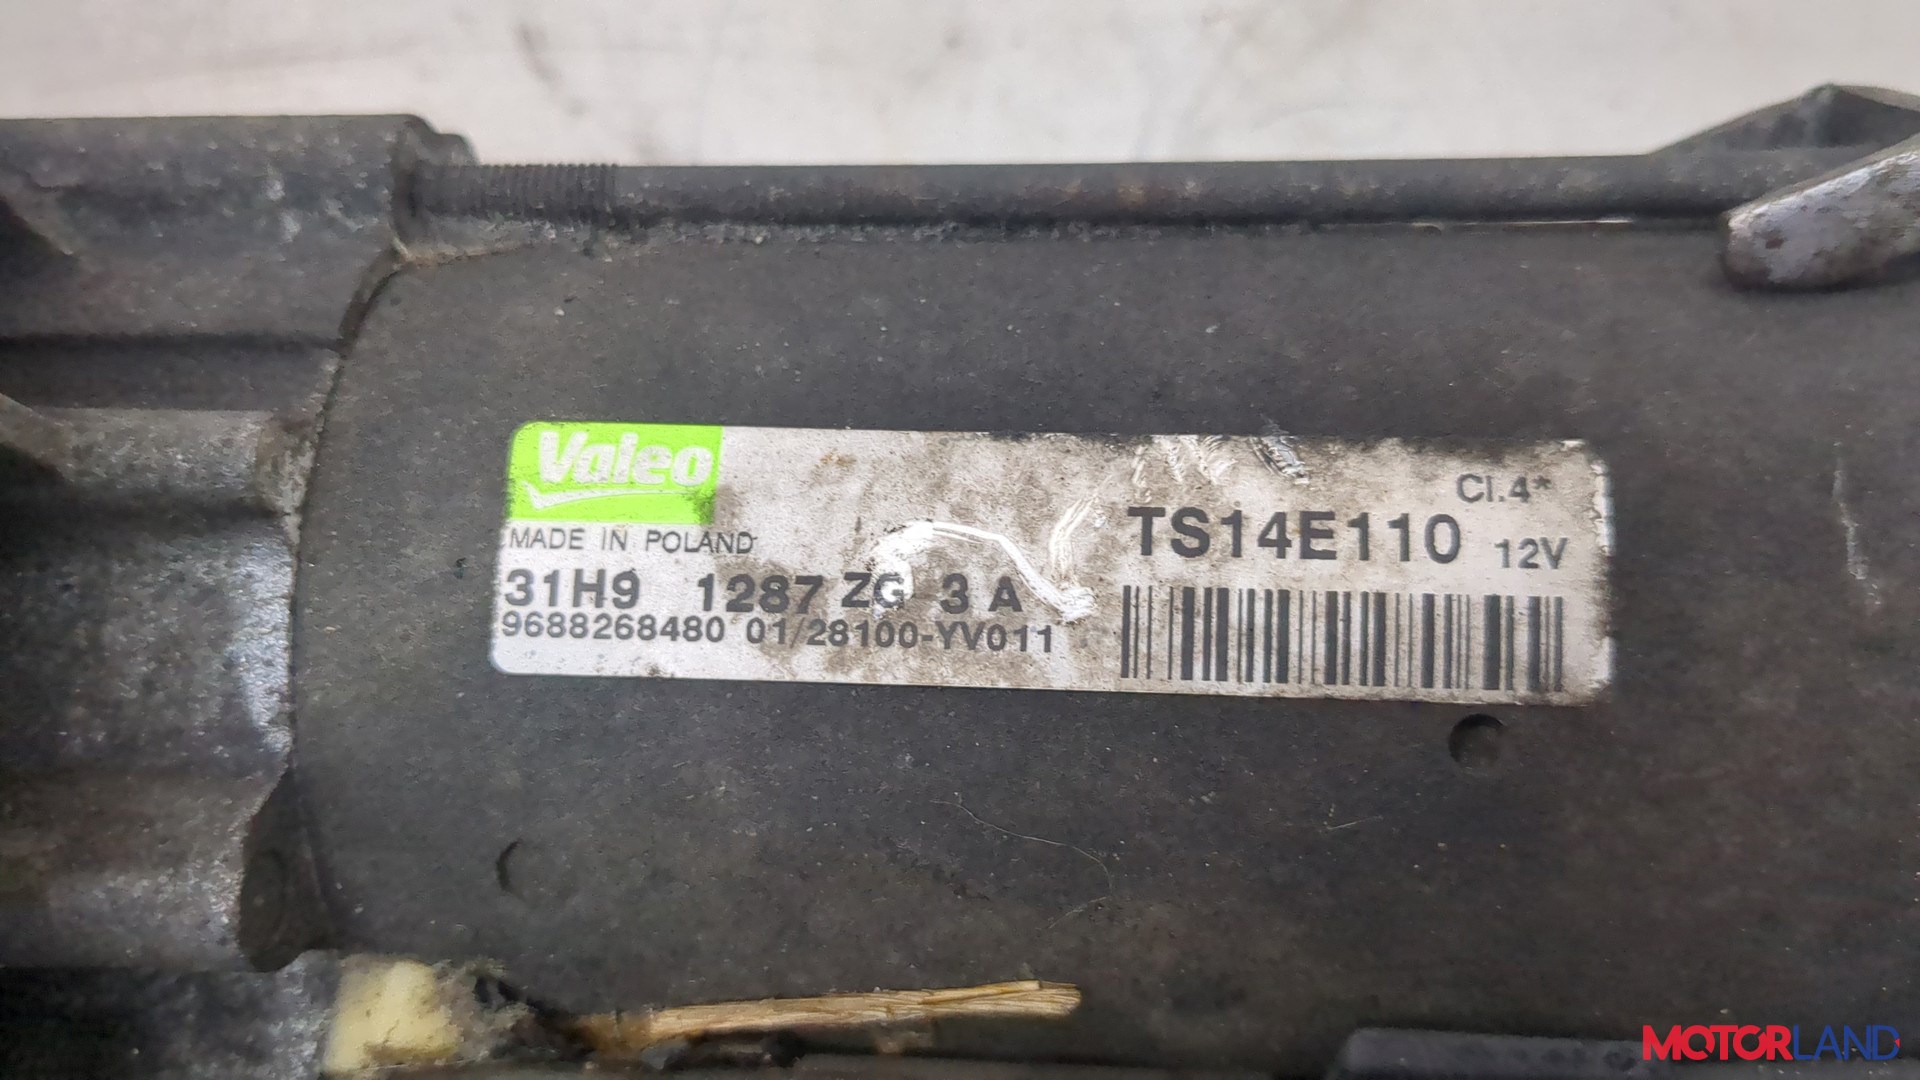 Valeo
MADE IN POLAND
Cl.4*
TS14E110 12V
31H9 1287 ZG 3 A
9688268480 01/28100-YV011
MOTORLAND